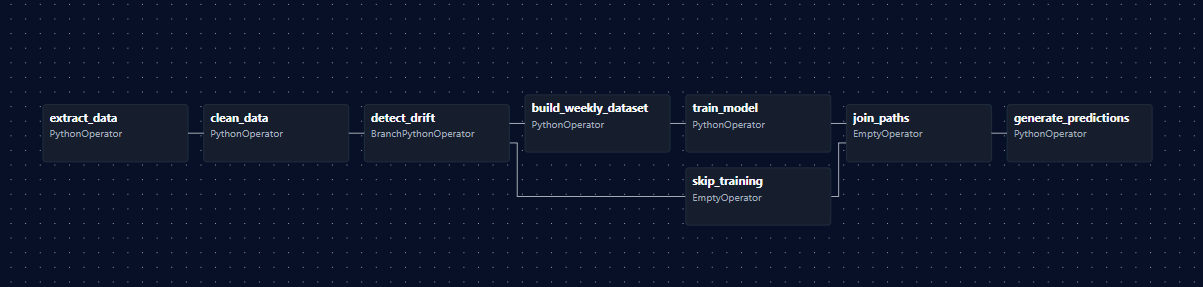 extract_data
PythonOperator
clean_data
PythonOperator
detect_drift
BranchPythonOperator
build_weekly_dataset
PythonOperator
train_model
PythonOperator
skip_training
EmptyOperator
join_paths
EmptyOperator
generate_predictions
PythonOperator